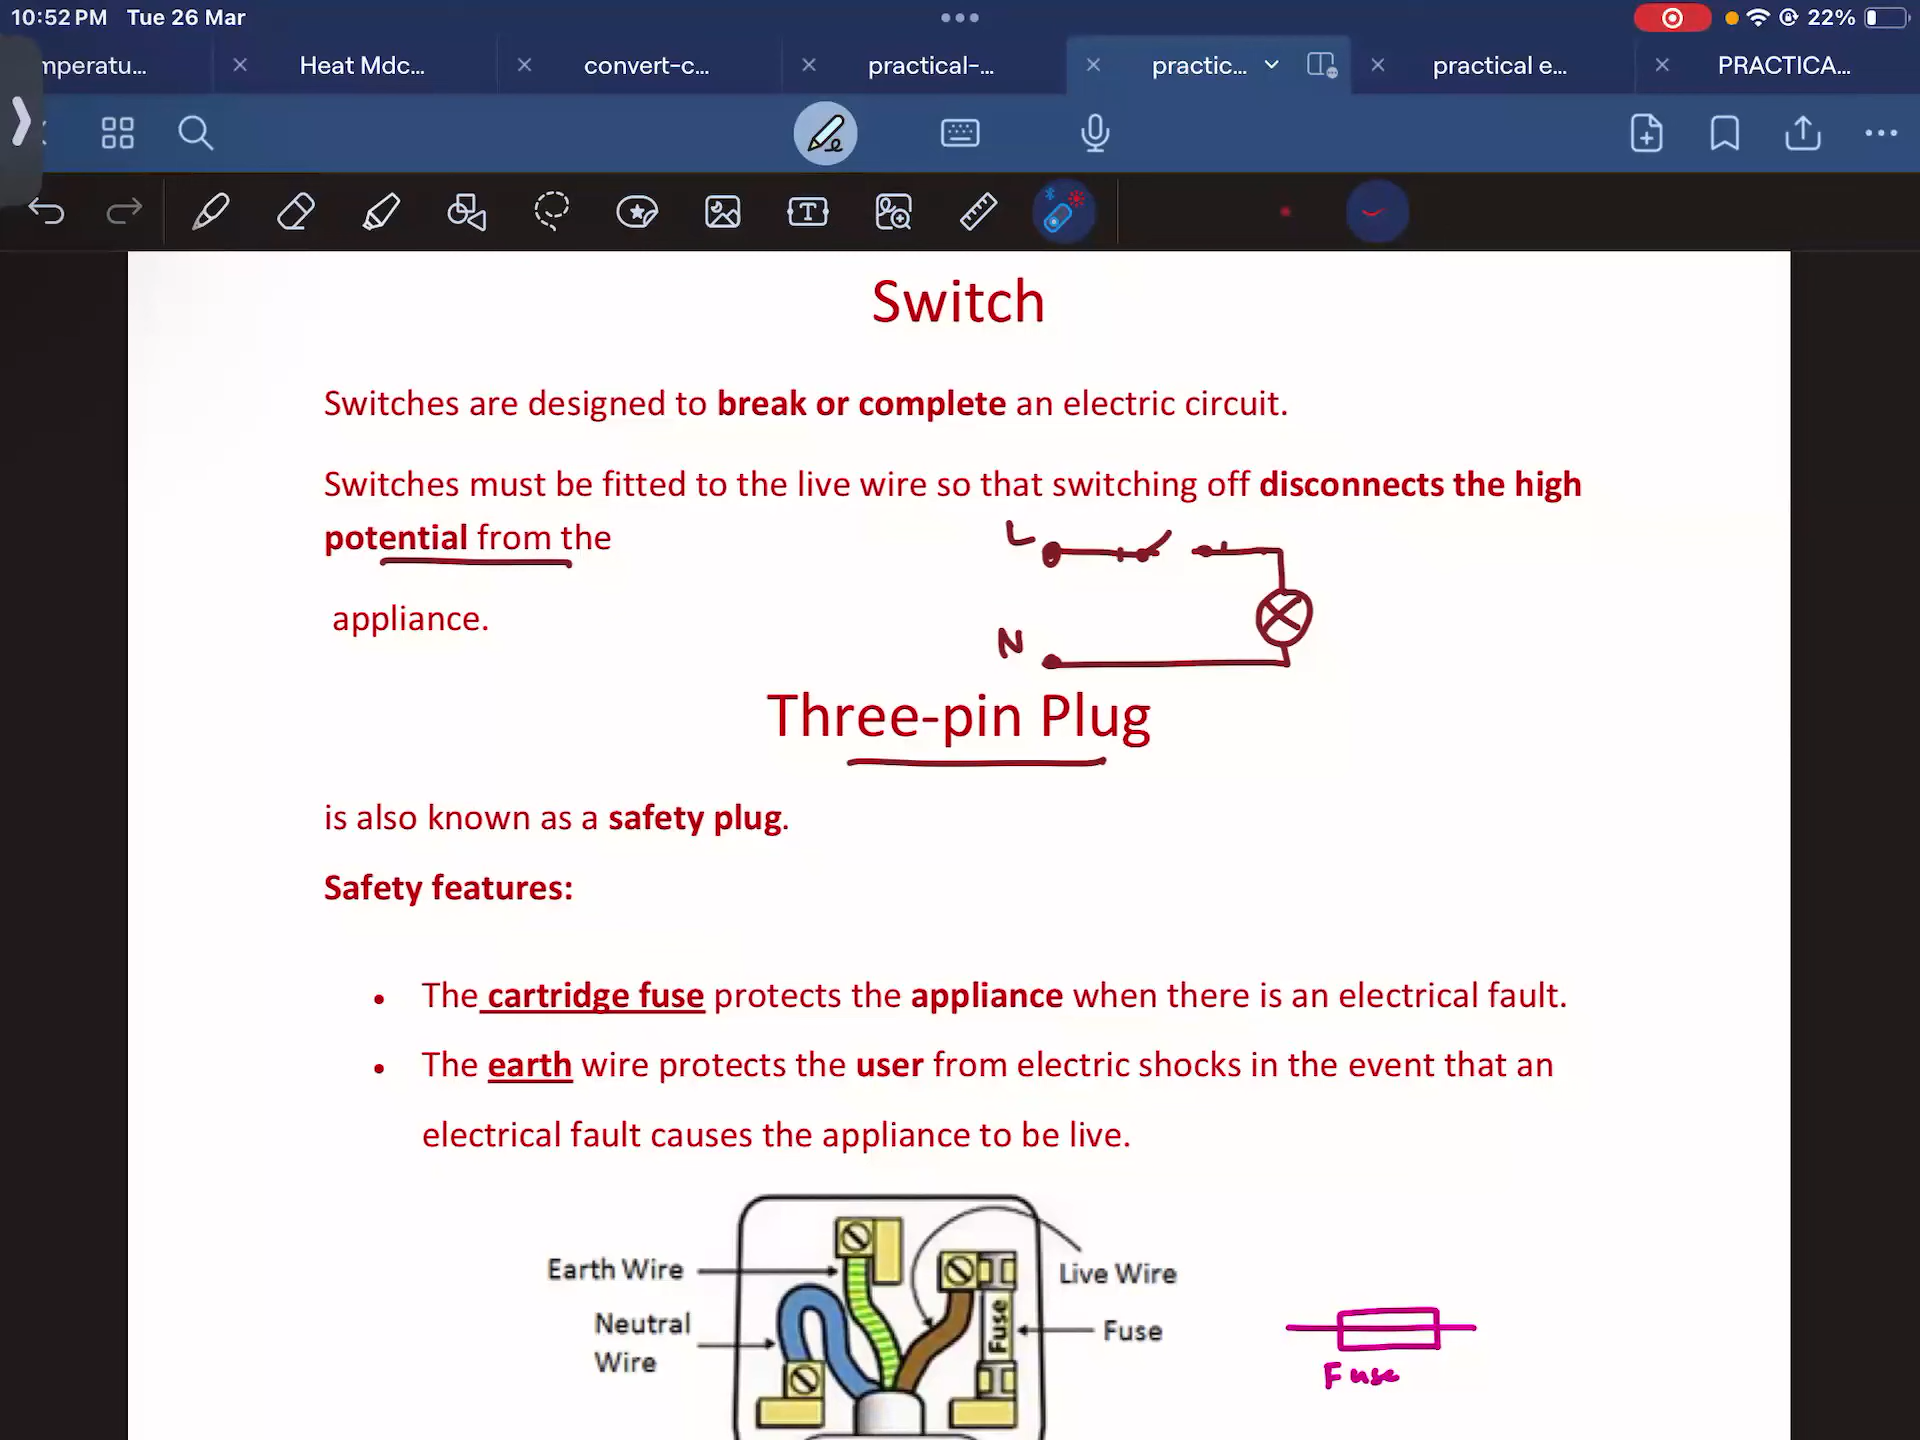 10:52 PM Tue 26 Mar
22%
mperatu...
Heat Mdc...
convert-c...
practical-...
practic...
practical e...
PRACTICA...
Switch
Switches are designed to break or complete an electric circuit.
Switches must be fitted to the live wire so that switching off disconnects the high
potential from the
appliance.
L
N
Three-pin Plug
is also known as a safety plug.
Safety features:
• The cartridge fuse protects the appliance when there is an electrical fault.
• The earth wire protects the user from electric shocks in the event that an
electrical fault causes the appliance to be live.
Earth Wire
Neutral
Wire
Live Wire
Fuse
Fuse
Fuse